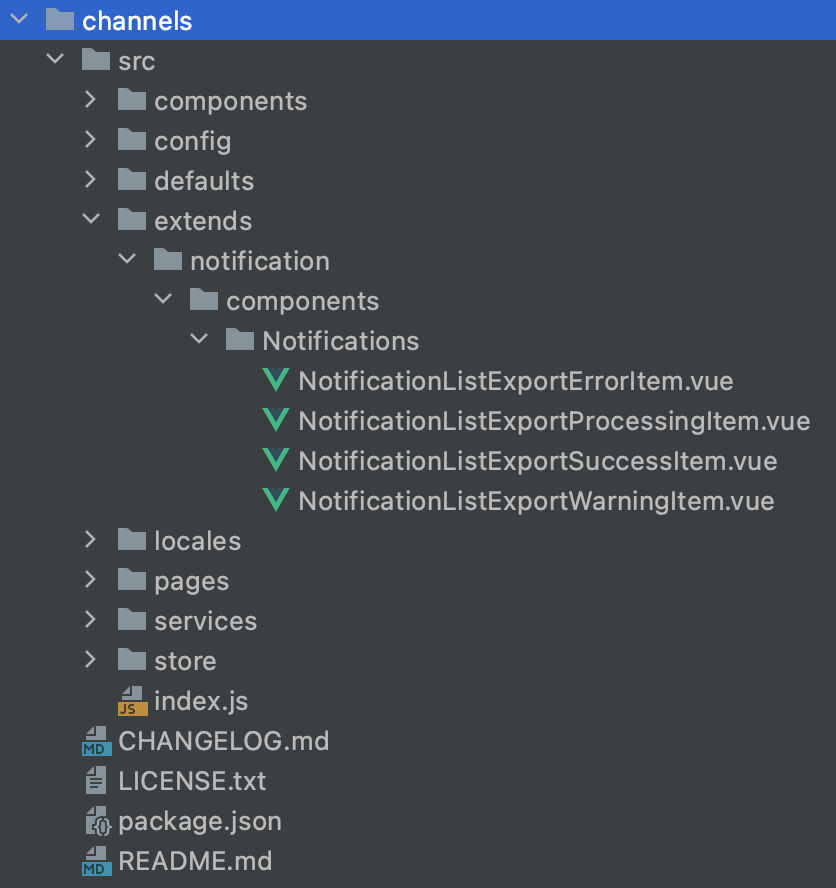 channels
src
components
config
defaults
extends
notification
components
Notifications
NotificationListExportErrorItem.vue
NotificationListExportProcessingItem.vue
NotificationListExportSuccessItem.vue
NotificationListExportWarningItem.vue
locales
pages
services
store
JS index.js
MD CHANGELOG.md
LICENSE.txt
{} package.json
MD README.md